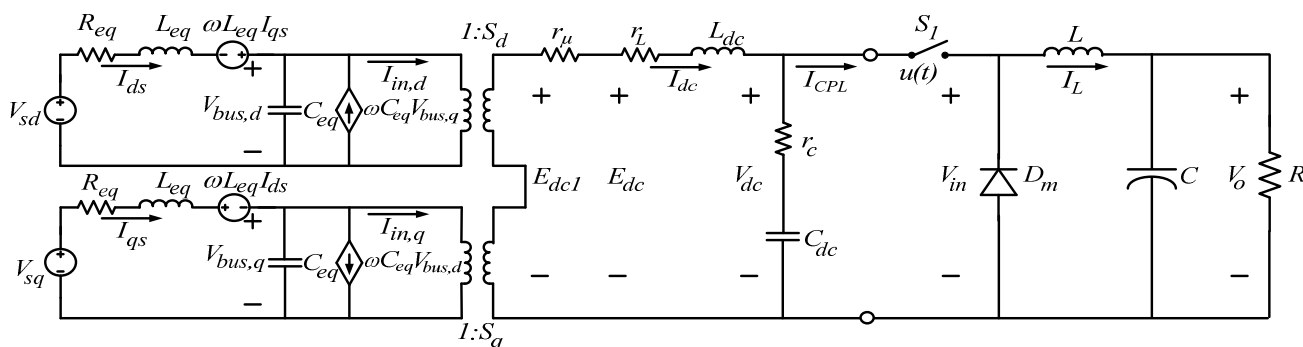 R_eq L_eq ωL_eq I_qs
I_ds
V_sd
+
V_bus,d
−
C_eq
I_in,d
ωC_eq V_bus,q
1:S_d
r_μ r_L L_dc
I_dc
I_CPL
S_1
u(t)
L
I_L
R_eq L_eq ωL_eq I_ds
I_qs
V_sq
+
V_bus,q
−
C_eq
I_in,q
ωC_eq V_bus,d
1:S_q
+ + + + +
E_dc1 E_dc V_dc V_in V_o
− − − − −
r_c
C_dc
D_m
C
R